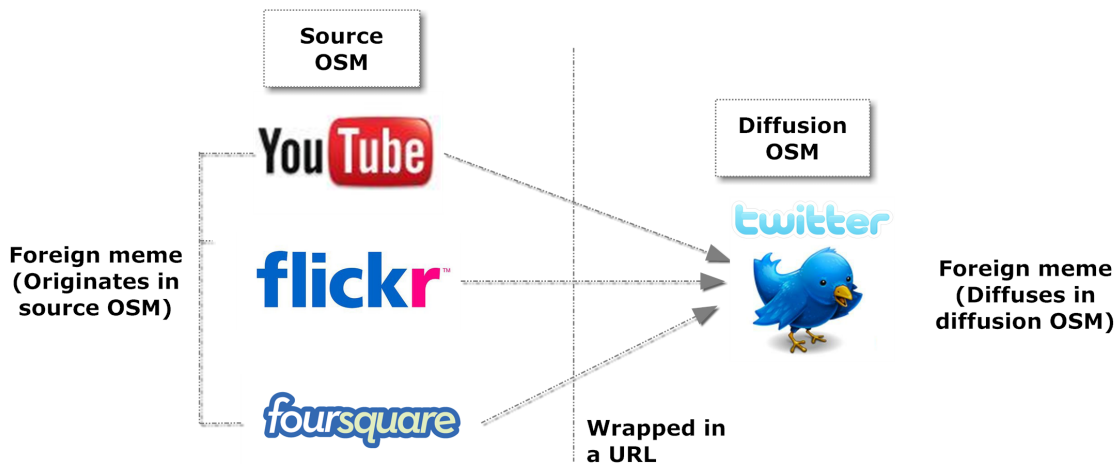 Source
OSM
YouTube
Diffusion
OSM
twitter
Foreign meme
(Originates in
source OSM)
flickr™
Foreign meme
(Diffuses in
diffusion OSM)
foursquare
Wrapped in
a URL